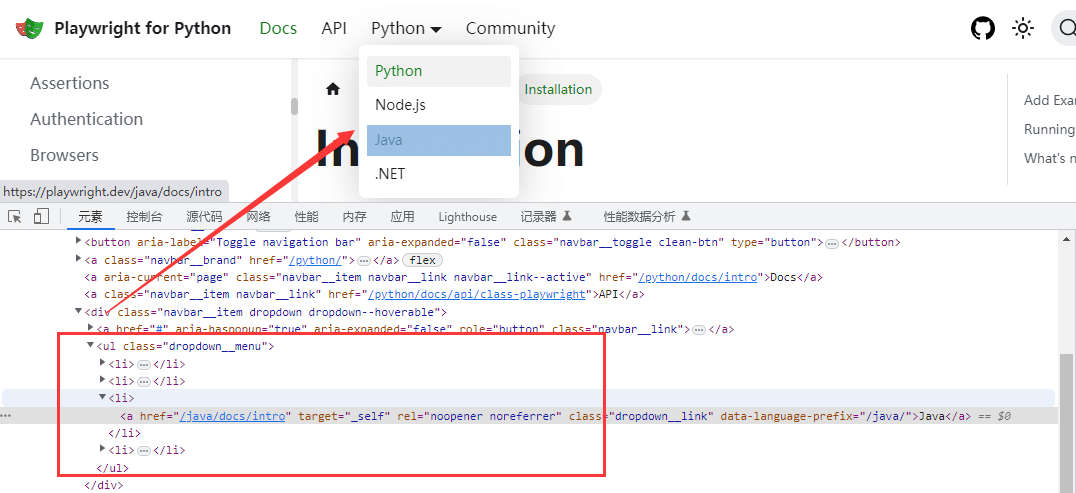 Playwright for Python Docs API Python Community
Python
Node.js
Java
.NET
Assertions
Authentication
Browsers
Installation
In ion
Add Exa
Running
What's n
https://playwright.dev/java/docs/intro
元素 控制台 源代码 网络 性能 内存 应用 Lighthouse 记录器 性能数据分析
<button aria-label="Toggle navigation bar" aria-expanded="false" class="navbar__toggle clean-btn" type="button">…</button>
<a class="navbar__brand" href="/python/">…</a> flex
<a aria-current="page" class="navbar__item navbar__link navbar__link--active" href="/python/docs/intro">Docs</a>
<a class="navbar__item navbar__link" href="/python/docs/api/class-playwright">API</a>
<div class="navbar__item dropdown dropdown--hoverable">
<a href="#" aria-haspopup="true" aria-expanded="false" role="button" class="navbar__link">…</a>
<ul class="dropdown__menu">
<li>…</li>
<li>…</li>
<li>
… <a href="/java/docs/intro" target="_self" rel="noopener noreferrer" class="dropdown__link" data-language-prefix="/java/">Java</a> == $0
</li>
<li>…</li>
</ul>
</div>